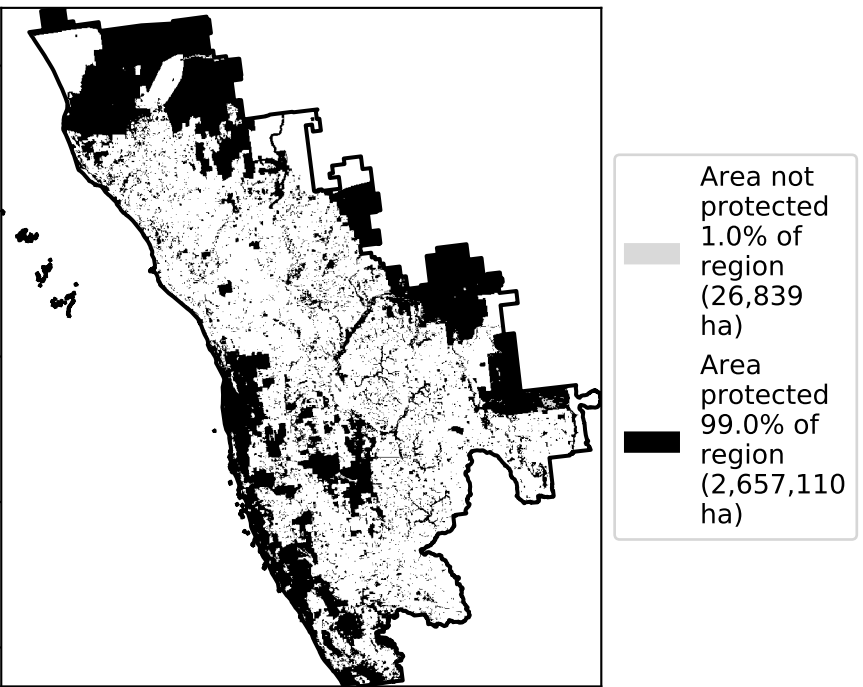 Area not
protected
1.0% of
region
(26,839
ha)
Area
protected
99.0% of
region
(2,657,110
ha)